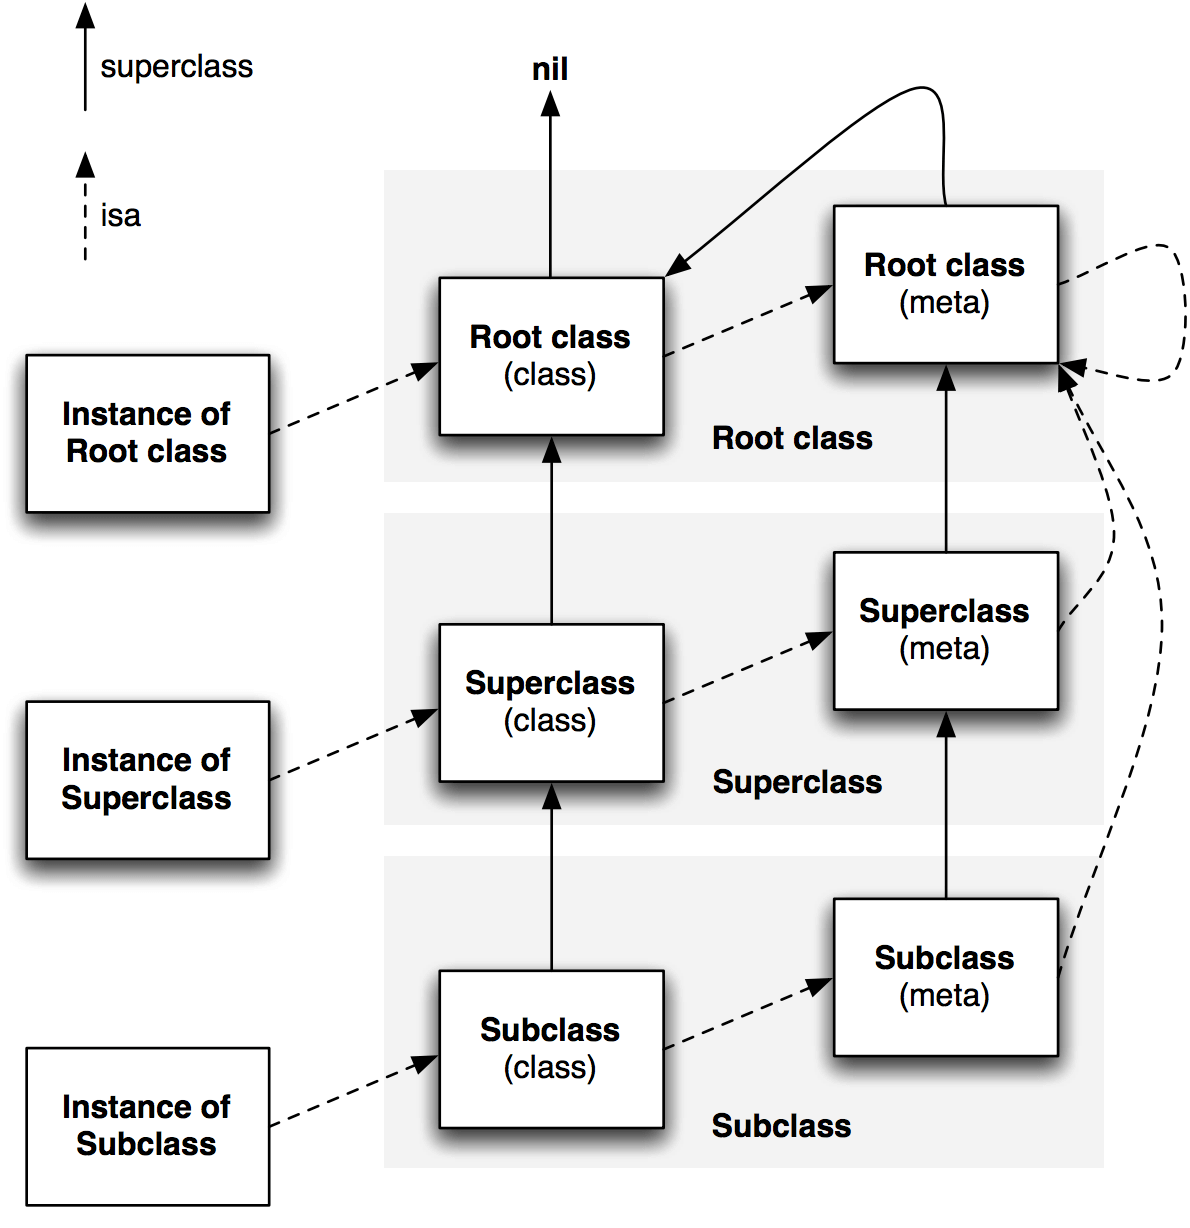 superclass
isa
nil
Root class
(meta)
Root class
(class)
Instance of
Root class
Root class
Superclass
(meta)
Superclass
(class)
Instance of
Superclass
Superclass
Subclass
(meta)
Subclass
(class)
Instance of
Subclass
Subclass